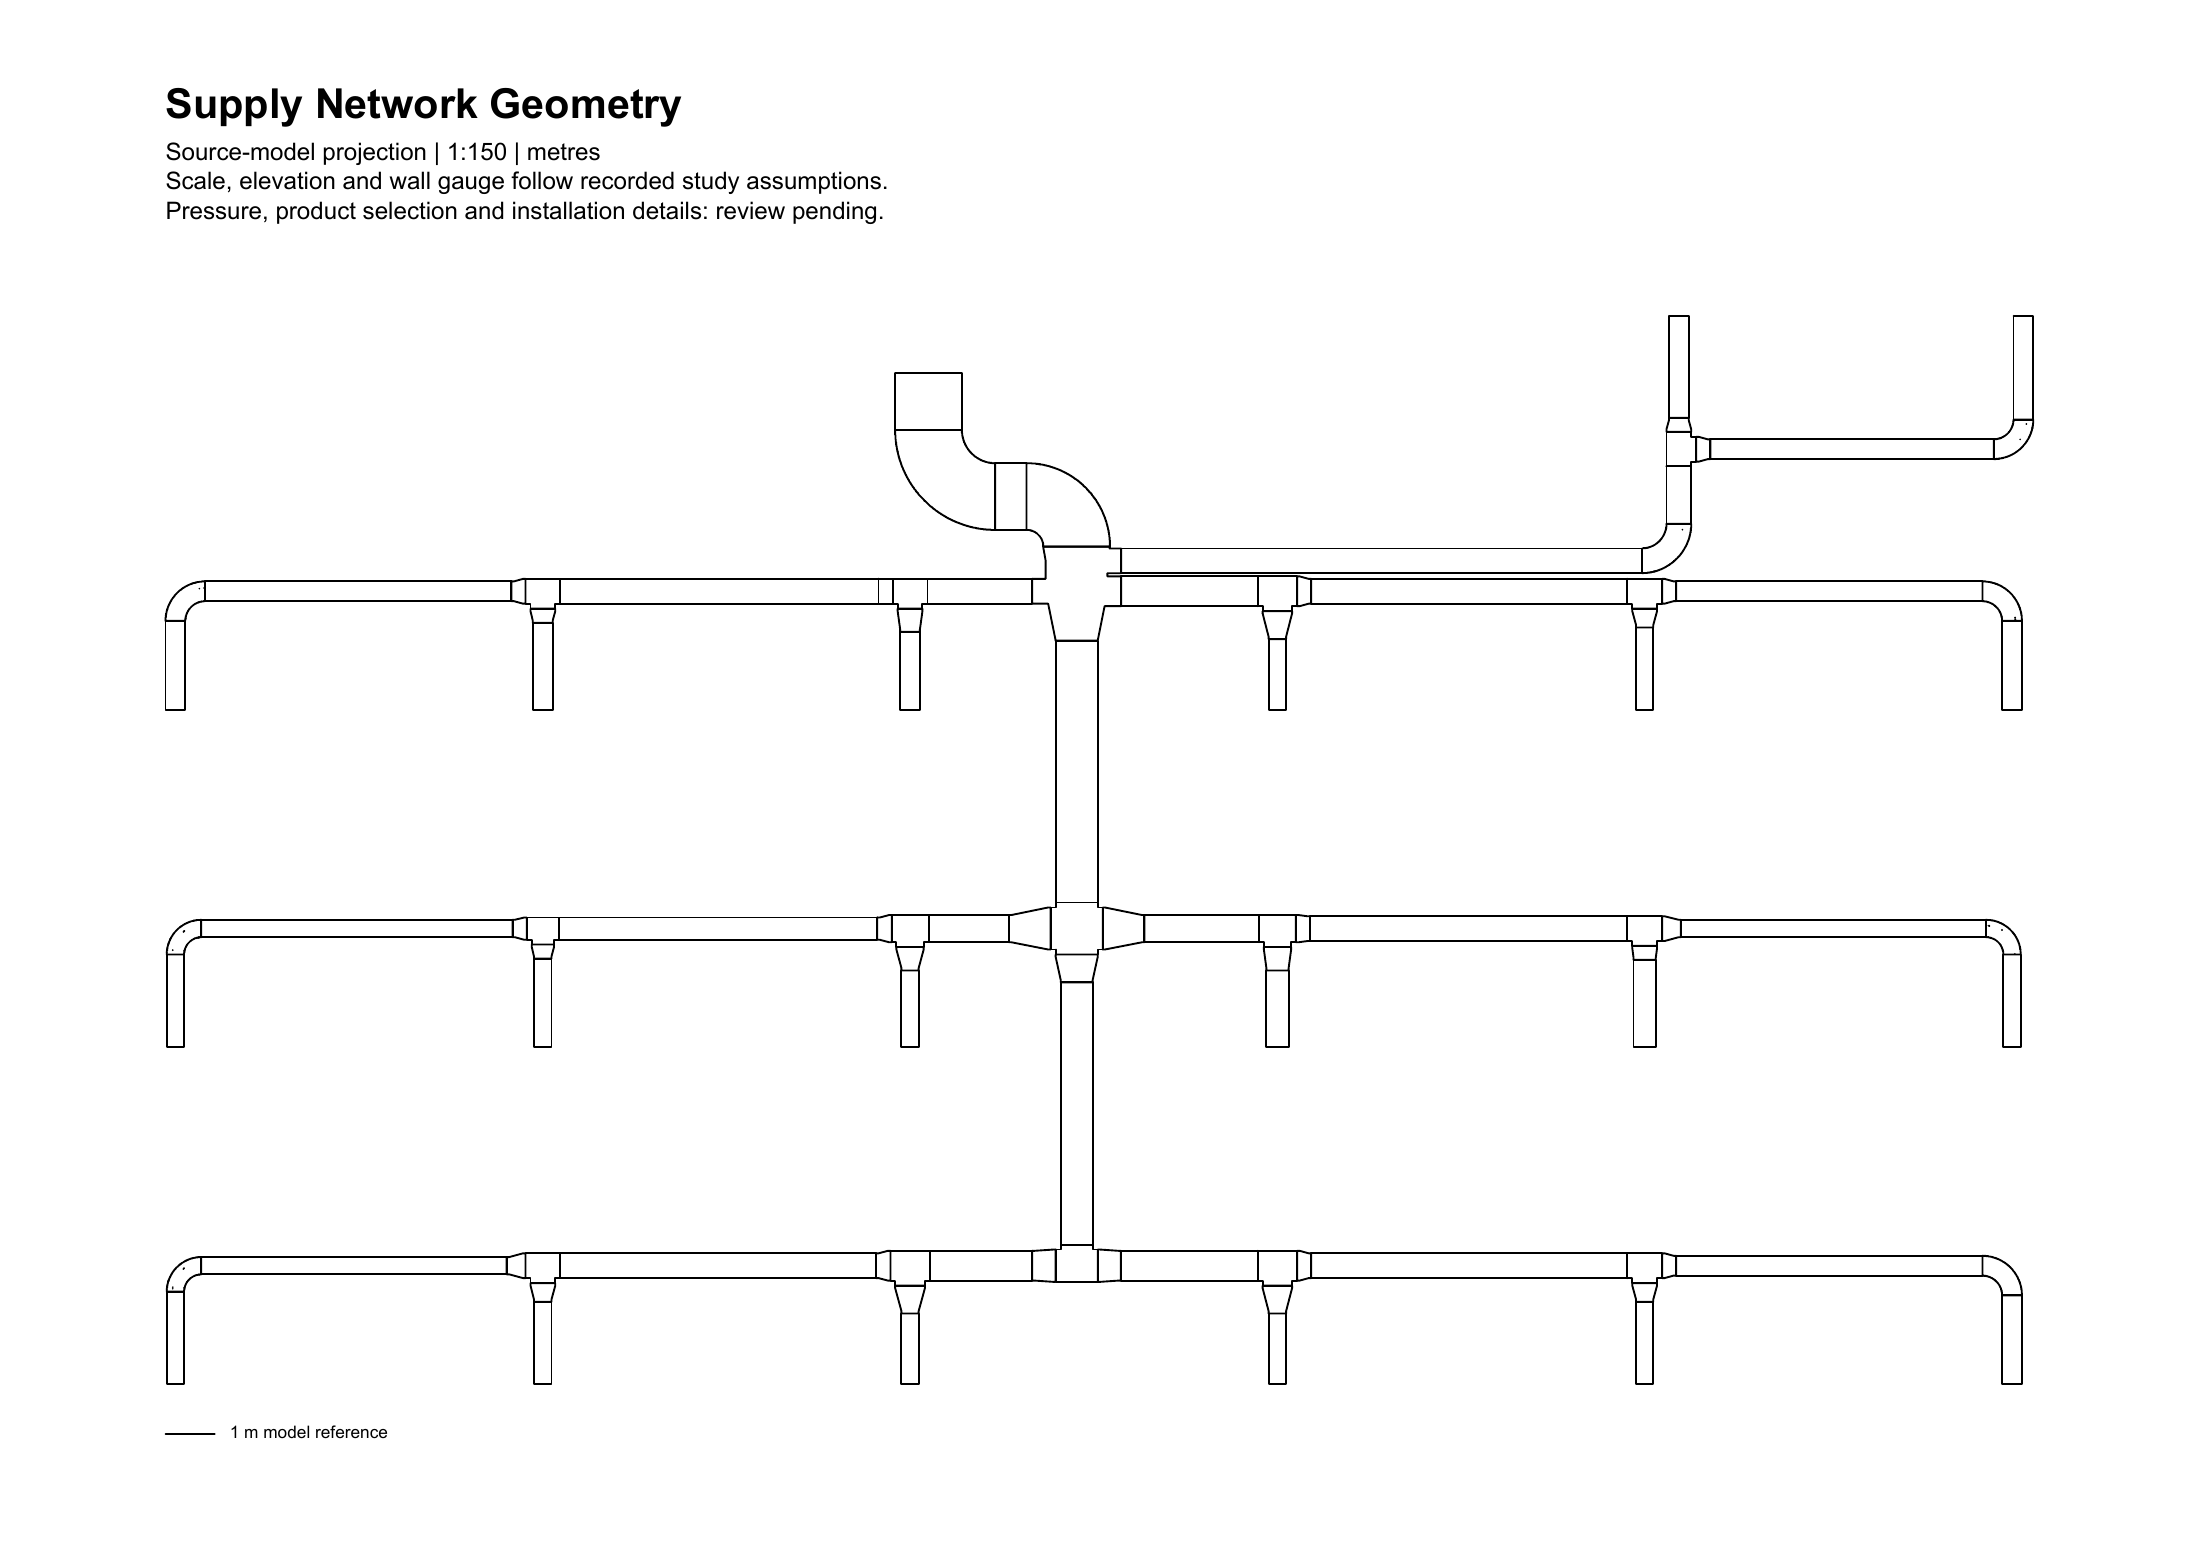 Supply Network Geometry
Source-model projection | 1:150 | metres
Scale, elevation and wall gauge follow recorded study assumptions.
Pressure, product selection and installation details: review pending.
1 m model reference